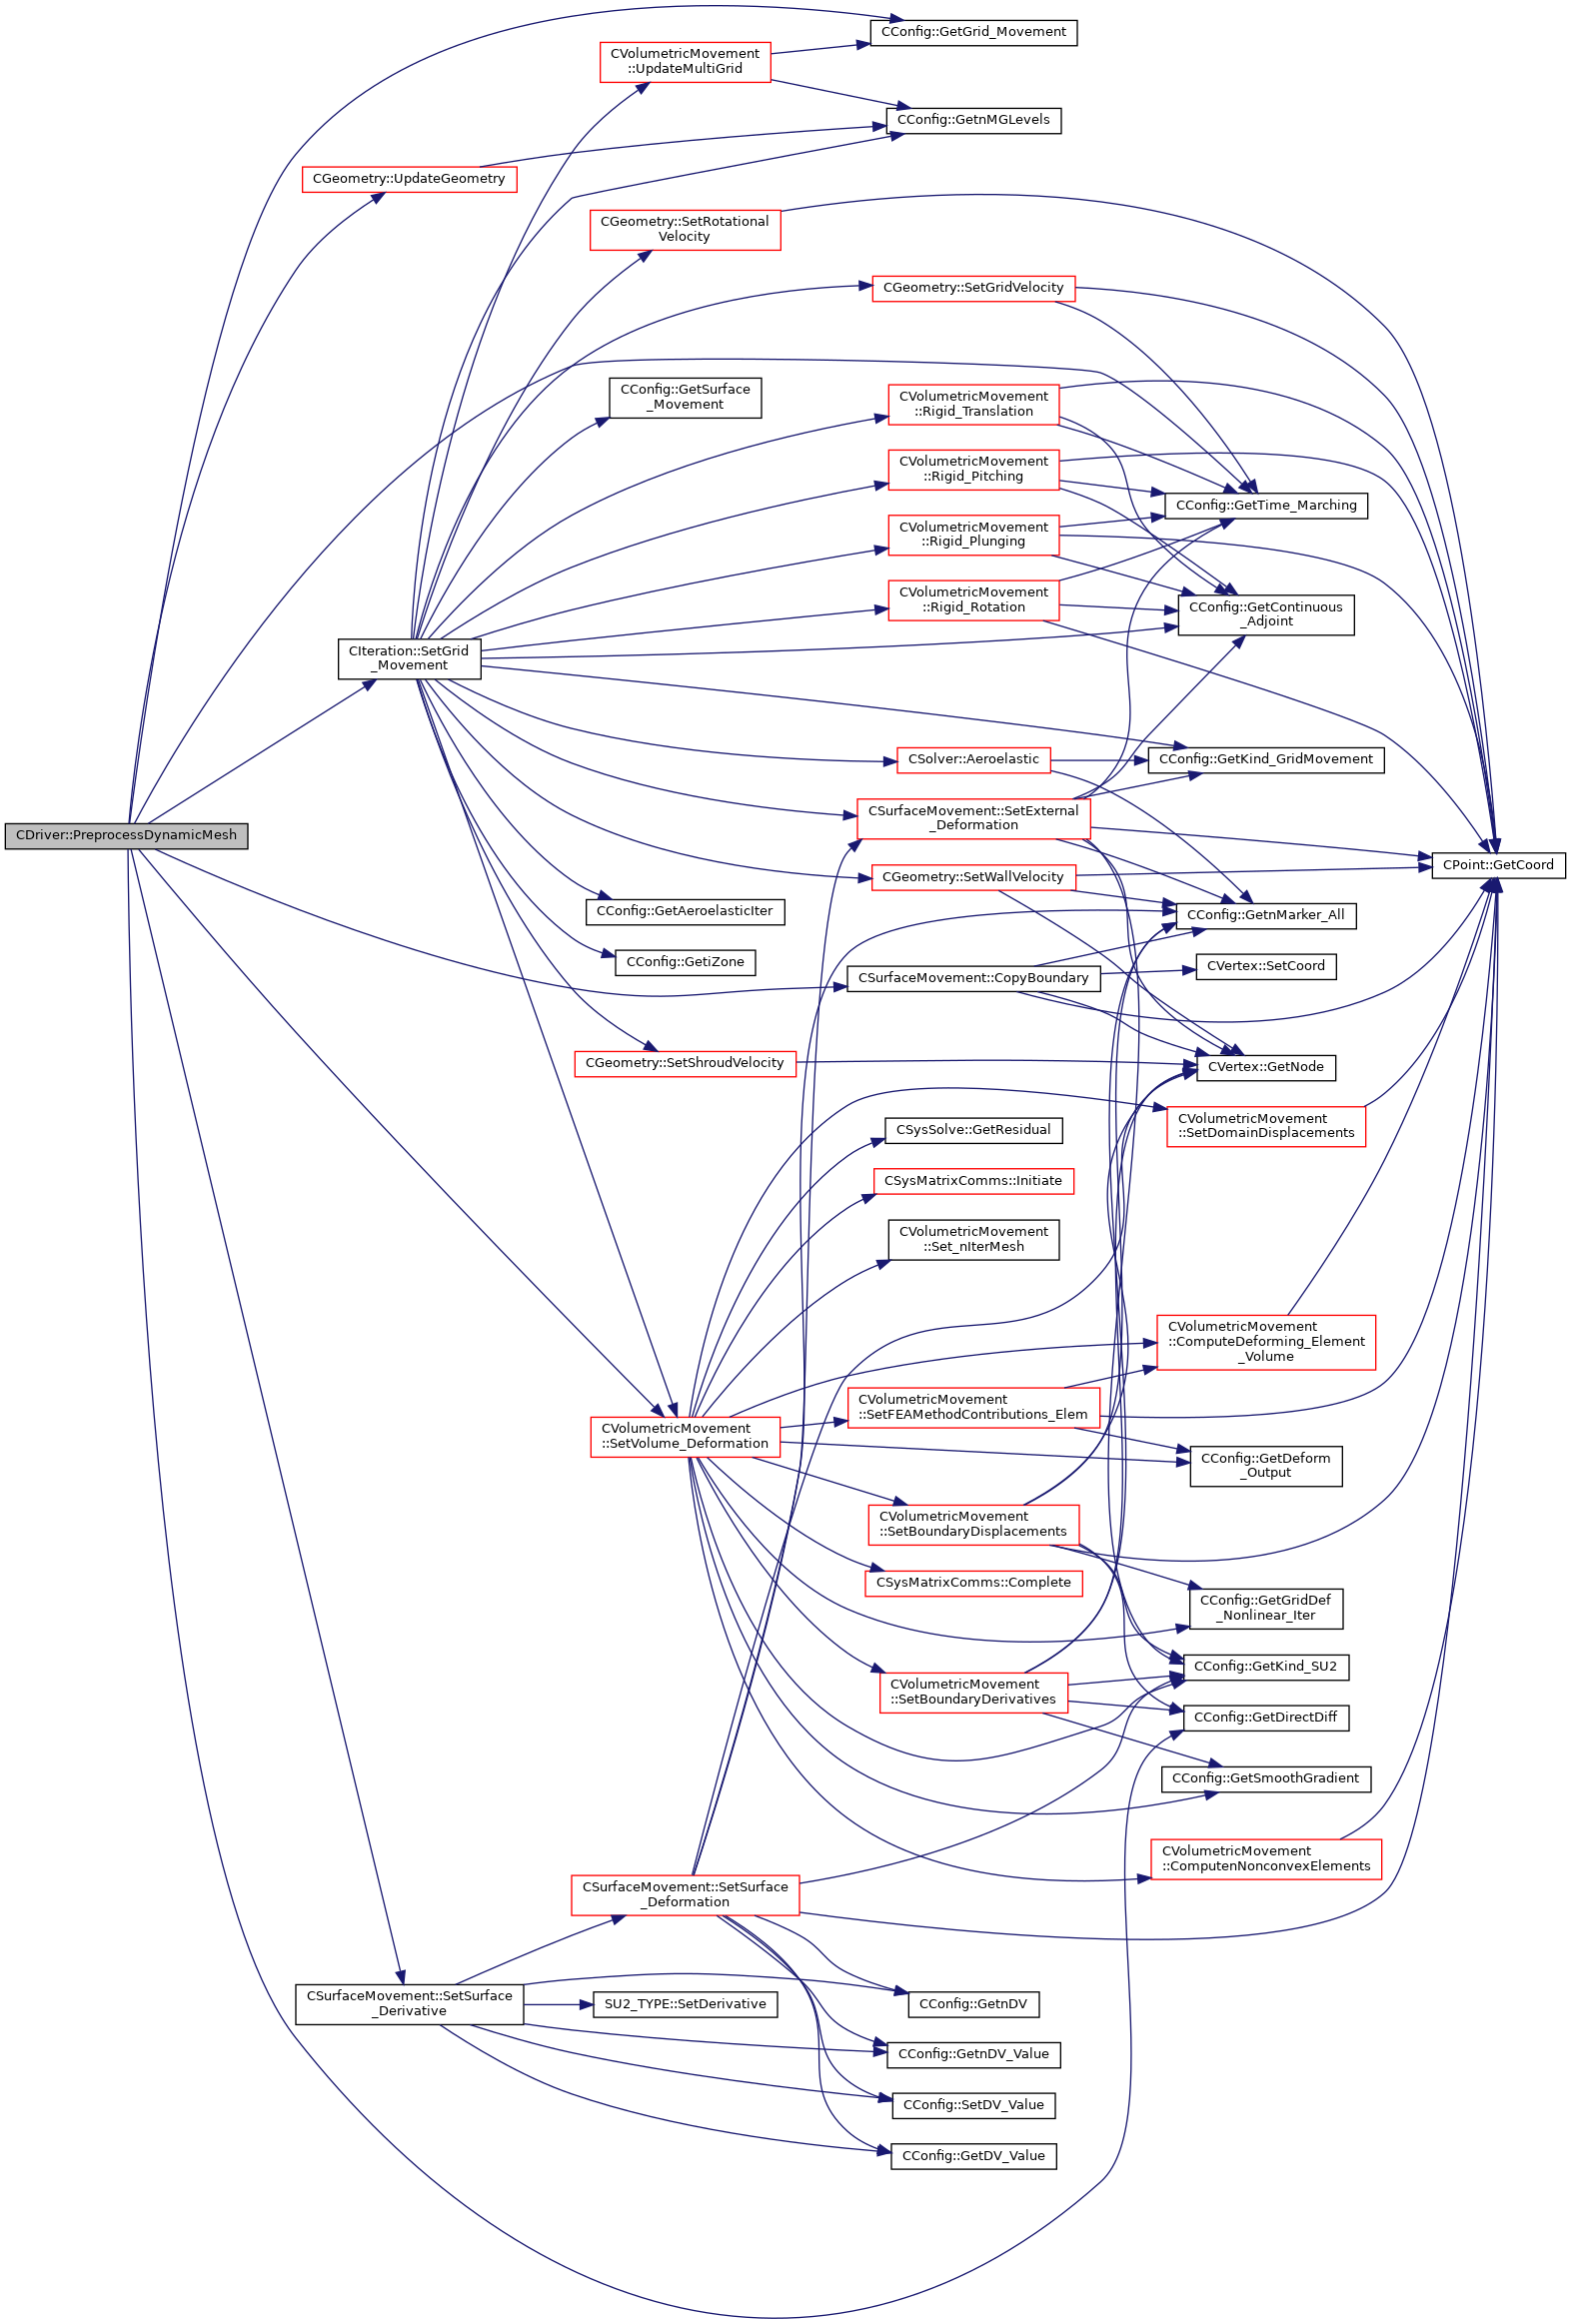 CConfig::GetGrid_Movement
CVolumetricMovement
::UpdateMultiGrid
CConfig::GetnMGLevels
CGeometry::UpdateGeometry
CGeometry::SetRotational
Velocity
CGeometry::SetGridVelocity
CConfig::GetSurface
_Movement
CVolumetricMovement
::Rigid_Translation
CVolumetricMovement
::Rigid_Pitching
CConfig::GetTime_Marching
CVolumetricMovement
::Rigid_Plunging
CVolumetricMovement
::Rigid_Rotation
CConfig::GetContinuous
_Adjoint
CIteration::SetGrid
_Movement
CSolver::Aeroelastic
CConfig::GetKind_GridMovement
CSurfaceMovement::SetExternal
_Deformation
CDriver::PreprocessDynamicMesh
CPoint::GetCoord
CGeometry::SetWallVelocity
CConfig::GetAeroelasticIter
CConfig::GetnMarker_All
CConfig::GetiZone
CSurfaceMovement::CopyBoundary
CVertex::SetCoord
CGeometry::SetShroudVelocity
CVertex::GetNode
CVolumetricMovement
::SetDomainDisplacements
CSysSolve::GetResidual
CSysMatrixComms::Initiate
CVolumetricMovement
::Set_nIterMesh
CVolumetricMovement
::ComputeDeforming_Element
_Volume
CVolumetricMovement
::SetFEAMethodContributions_Elem
CVolumetricMovement
::SetVolume_Deformation
CConfig::GetDeform
_Output
CVolumetricMovement
::SetBoundaryDisplacements
CSysMatrixComms::Complete
CConfig::GetGridDef
_Nonlinear_Iter
CConfig::GetKind_SU2
CVolumetricMovement
::SetBoundaryDerivatives
CConfig::GetDirectDiff
CConfig::GetSmoothGradient
CVolumetricMovement
::ComputenNonconvexElements
CSurfaceMovement::SetSurface
_Deformation
CSurfaceMovement::SetSurface
_Derivative
SU2_TYPE::SetDerivative
CConfig::GetnDV
CConfig::GetnDV_Value
CConfig::SetDV_Value
CConfig::GetDV_Value